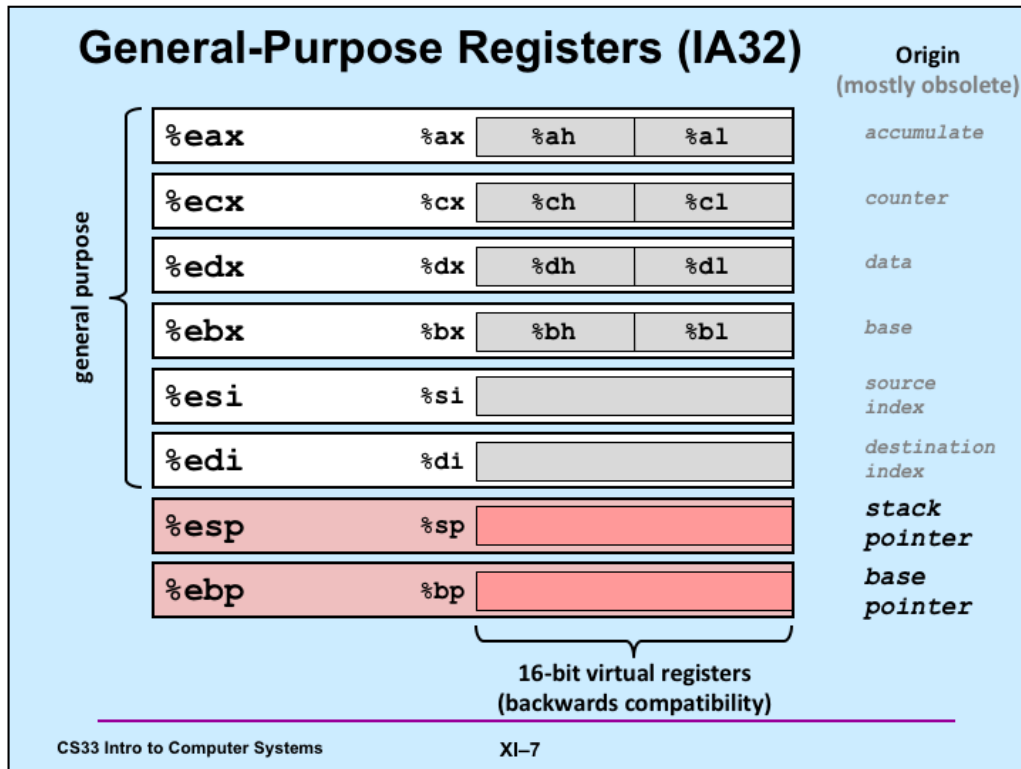 General-Purpose Registers (IA32)
Origin
(mostly obsolete)
general purpose
%eax %ax %ah %al accumulate
%ecx %cx %ch %cl counter
%edx %dx %dh %dl data
%ebx %bx %bh %bl base
%esi %si source
index
%edi %di destination
index
%esp %sp stack
pointer
%ebp %bp base
pointer
16-bit virtual registers
(backwards compatibility)
CS33 Intro to Computer Systems XI–7